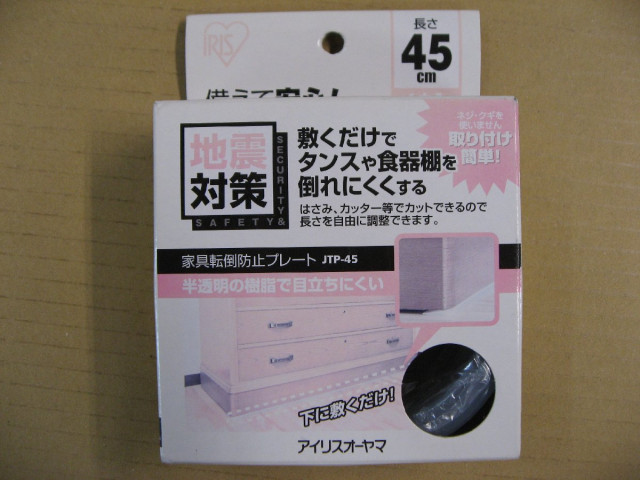 IRIS
長さ
45
cm
備えて安心!
地震
対策
SECURITY&
SAFETY
敷くだけで
タンスや食器棚を
倒れにくくする
はさみ、カッター等でカットできるので
長さを自由に調整できます。
ネジ・クギを
使いません
取り付け
簡単!
家具転倒防止プレート JTP-45
半透明の樹脂で目立ちにくい
下に敷くだけ!
アイリスオーヤマ